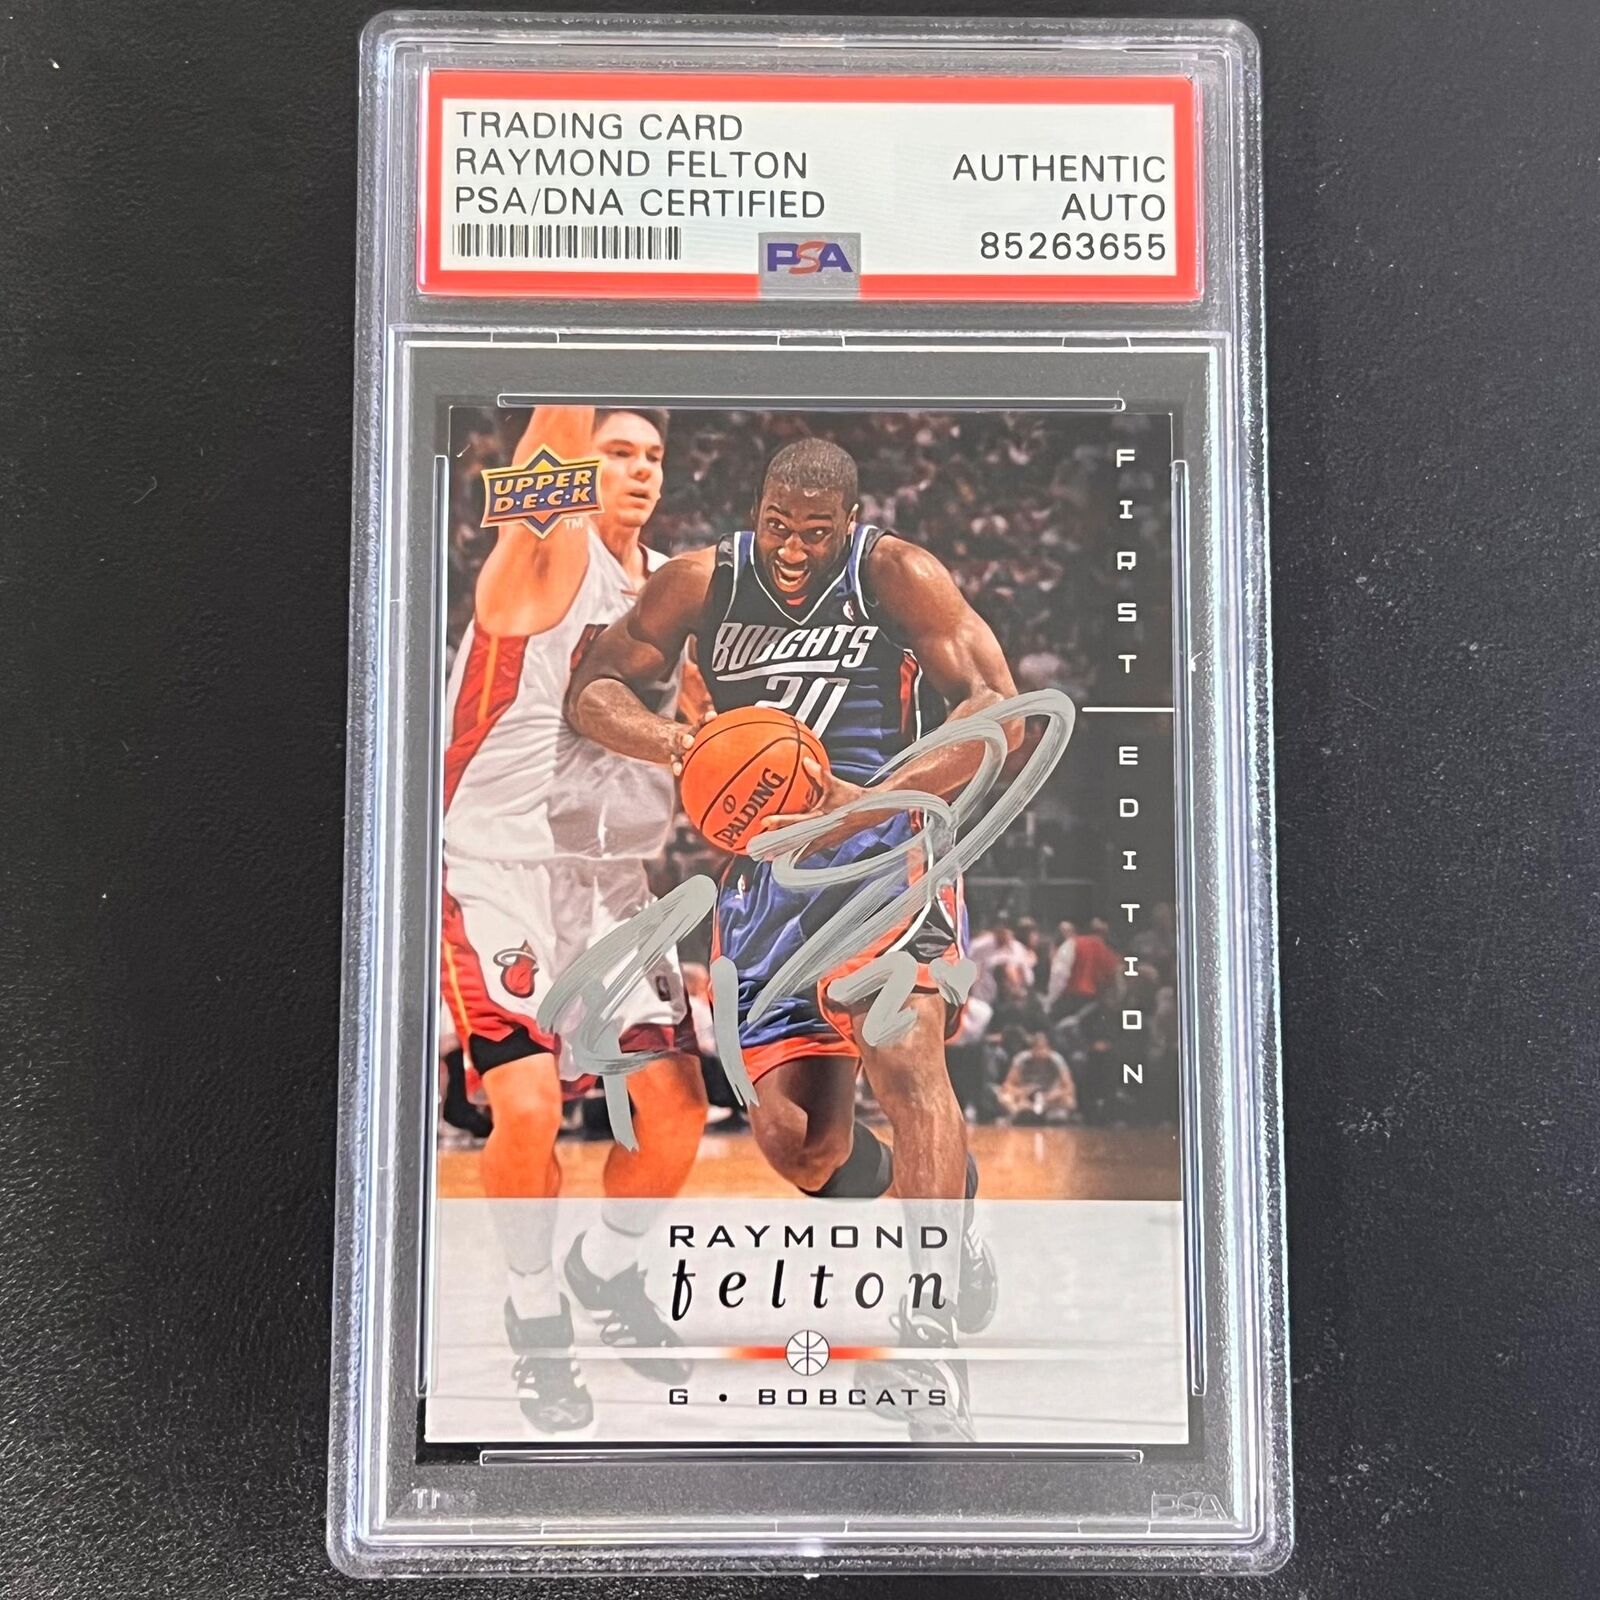 TRADING CARD
RAYMOND FELTON
PSA/DNA CERTIFIED
AUTHENTIC
AUTO
85263655
PSA
UPPER
D·E·C·K
TM
FIRST EDITION
BOBCATS
20
SPALDING
RAYMOND
felton
G • BOBCATS
PSA